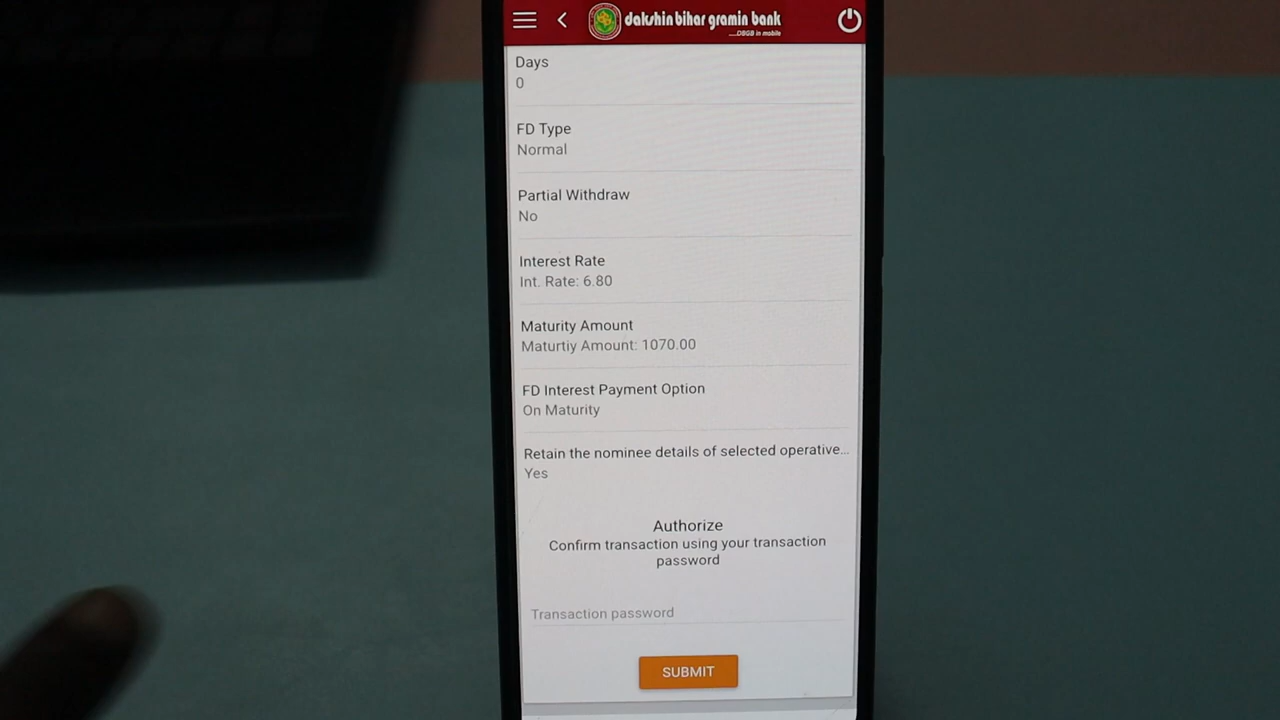 dakshin bihar gramin bank
....DBGB in mobile
Days
0
FD Type
Normal
Partial Withdraw
No
Interest Rate
Int. Rate: 6.80
Maturity Amount
Maturtiy Amount: 1070.00
FD Interest Payment Option
On Maturity
Retain the nominee details of selected operative...
Yes
Authorize
Confirm transaction using your transaction
password
Transaction password
SUBMIT